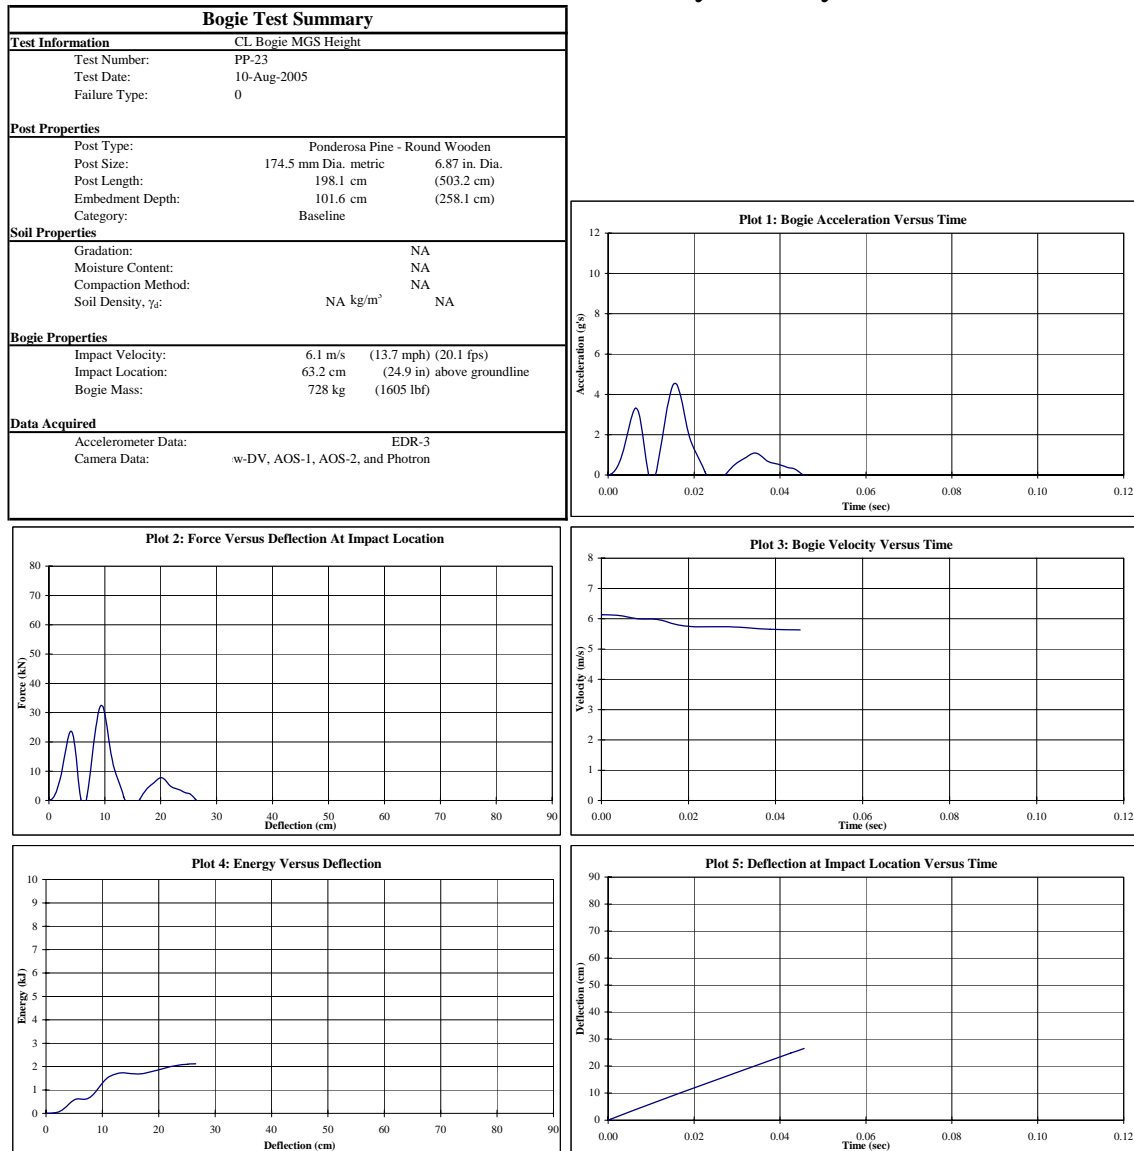 Bogie Test Summary
Test Information CL Bogie MGS Height
Test Number: PP-23
Test Date: 10-Aug-2005
Failure Type: 0
Post Properties
Post Type: Ponderosa Pine - Round Wooden
Post Size: 174.5 mm Dia. metric 6.87 in. Dia.
Post Length: 198.1 cm (503.2 cm)
Embedment Depth: 101.6 cm (258.1 cm)
Category: Baseline
Soil Properties
Gradation: NA
Moisture Content: NA
Compaction Method: NA
Soil Density, γd: NA kg/m³ NA
Bogie Properties
Impact Velocity: 6.1 m/s (13.7 mph) (20.1 fps)
Impact Location: 63.2 cm (24.9 in) above groundline
Bogie Mass: 728 kg (1605 lbf)
Data Acquired
Accelerometer Data: EDR-3
Camera Data: w-DV, AOS-1, AOS-2, and Photron
Plot 1: Bogie Acceleration Versus Time
12
10
8
6
4
2
0
Acceleration (g's)
0.00 0.02 0.04 0.06 0.08 0.10 0.12
Time (sec)
Plot 2: Force Versus Deflection At Impact Location
80
70
60
50
40
30
20
10
0
Force (kN)
0 10 20 30 40 50 60 70 80 90
Deflection (cm)
Plot 3: Bogie Velocity Versus Time
8
7
6
5
4
3
2
1
0
Velocity (m/s)
0.00 0.02 0.04 0.06 0.08 0.10 0.12
Time (sec)
Plot 4: Energy Versus Deflection
10
9
8
7
6
5
4
3
2
1
0
Energy (kJ)
0 10 20 30 40 50 60 70 80 90
Deflection (cm)
Plot 5: Deflection at Impact Location Versus Time
90
80
70
60
50
40
30
20
10
0
Deflection (cm)
0.00 0.02 0.04 0.06 0.08 0.10 0.12
Time (sec)